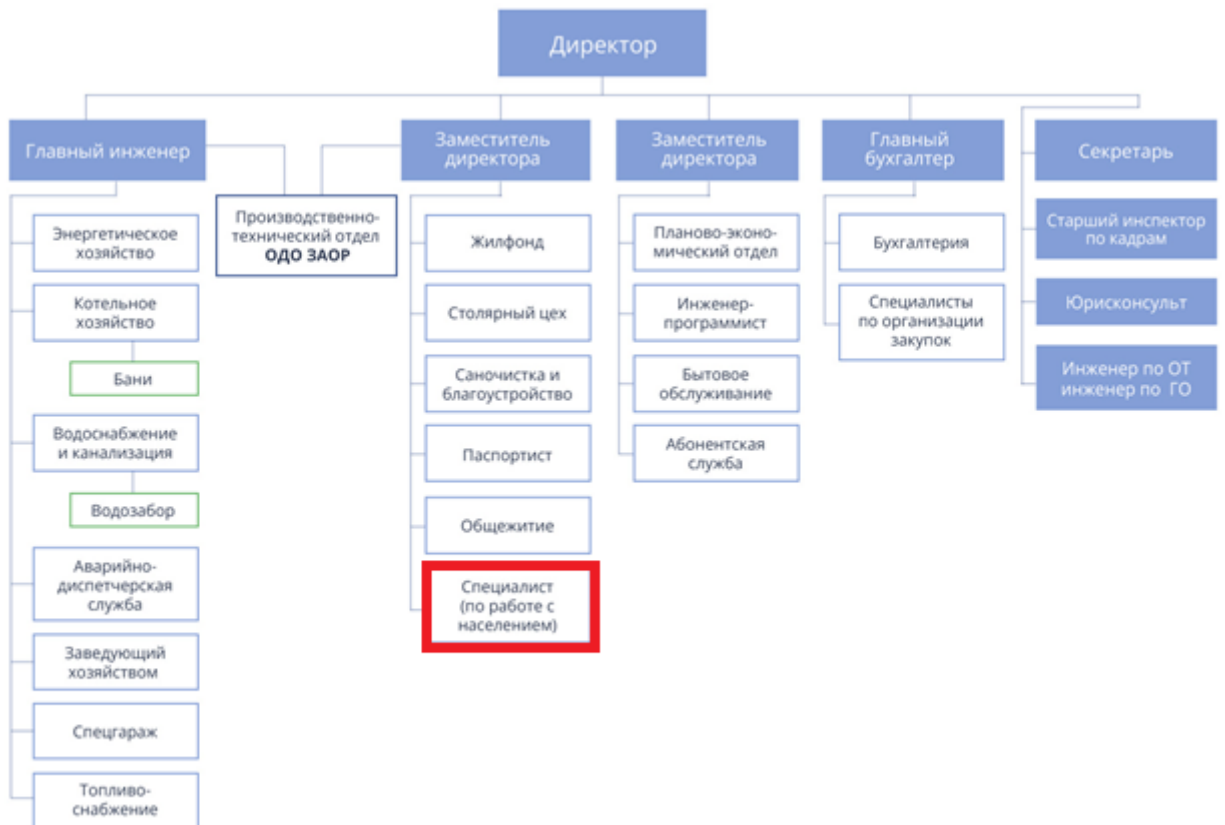 Директор
Главный инженер
Энергетическое
хозяйство
Котельное
хозяйство
Бани
Водоснабжение
и канализация
Водозабор
Аварийно-
диспетчерская
служба
Заведующий
хозяйством
Спецгараж
Топливо-
снабжение
Производственно-
технический отдел
ОДО ЗАОР
Заместитель
директора
Жилфонд
Столярный цех
Саночистка и
благоустройство
Паспортист
Общежитие
Специалист
(по работе с
населением)
Заместитель
директора
Планово-эконо-
мический отдел
Инженер-
программист
Бытовое
обслуживание
Абонентская
служба
Главный
бухгалтер
Бухгалтерия
Специалисты
по организации
закупок
Секретарь
Старший инспектор
по кадрам
Юрисконсульт
Инженер по ОТ
инженер по ГО